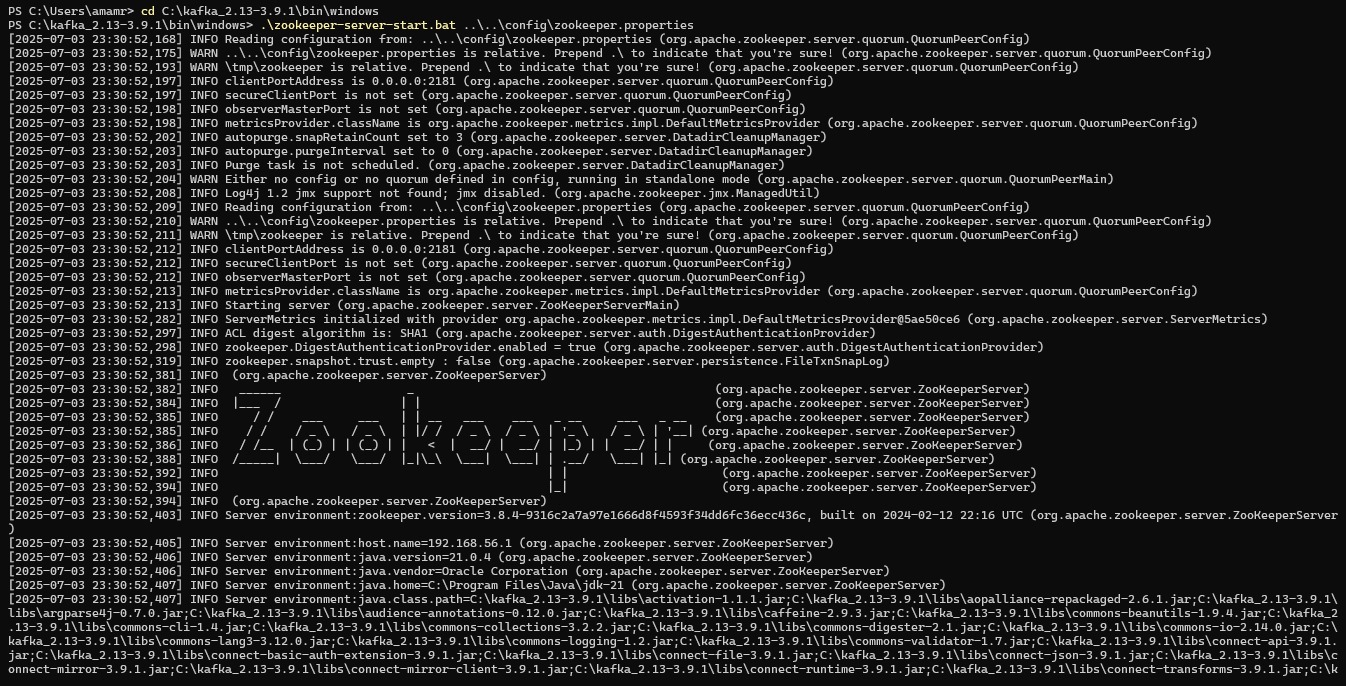 PS C:\Users\amamr> cd C:\kafka_2.13-3.9.1\bin\windows
PS C:\kafka_2.13-3.9.1\bin\windows> .\zookeeper-server-start.bat ..\..\config\zookeeper.properties
[2025-07-03 23:30:52,168] INFO Reading configuration from: ..\..\config\zookeeper.properties (org.apache.zookeeper.server.quorum.QuorumPeerConfig)
[2025-07-03 23:30:52,175] WARN ..\..\config\zookeeper.properties is relative. Prepend .\ to indicate that you're sure! (org.apache.zookeeper.server.quorum.QuorumPeerConfig)
[2025-07-03 23:30:52,193] WARN \tmp\zookeeper is relative. Prepend .\ to indicate that you're sure! (org.apache.zookeeper.server.quorum.QuorumPeerConfig)
[2025-07-03 23:30:52,197] INFO clientPortAddress is 0.0.0.0:2181 (org.apache.zookeeper.server.quorum.QuorumPeerConfig)
[2025-07-03 23:30:52,197] INFO secureClientPort is not set (org.apache.zookeeper.server.quorum.QuorumPeerConfig)
[2025-07-03 23:30:52,198] INFO observerMasterPort is not set (org.apache.zookeeper.server.quorum.QuorumPeerConfig)
[2025-07-03 23:30:52,198] INFO metricsProvider.className is org.apache.zookeeper.metrics.impl.DefaultMetricsProvider (org.apache.zookeeper.server.quorum.QuorumPeerConfig)
[2025-07-03 23:30:52,202] INFO autopurge.snapRetainCount set to 3 (org.apache.zookeeper.server.DatadirCleanupManager)
[2025-07-03 23:30:52,203] INFO autopurge.purgeInterval set to 0 (org.apache.zookeeper.server.DatadirCleanupManager)
[2025-07-03 23:30:52,203] INFO Purge task is not scheduled. (org.apache.zookeeper.server.DatadirCleanupManager)
[2025-07-03 23:30:52,204] WARN Either no config or no quorum defined in config, running in standalone mode (org.apache.zookeeper.server.quorum.QuorumPeerMain)
[2025-07-03 23:30:52,208] INFO Log4j 1.2 jmx support not found; jmx disabled. (org.apache.zookeeper.jmx.ManagedUtil)
[2025-07-03 23:30:52,209] INFO Reading configuration from: ..\..\config\zookeeper.properties (org.apache.zookeeper.server.quorum.QuorumPeerConfig)
[2025-07-03 23:30:52,210] WARN ..\..\config\zookeeper.properties is relative. Prepend .\ to indicate that you're sure! (org.apache.zookeeper.server.quorum.QuorumPeerConfig)
[2025-07-03 23:30:52,211] WARN \tmp\zookeeper is relative. Prepend .\ to indicate that you're sure! (org.apache.zookeeper.server.quorum.QuorumPeerConfig)
[2025-07-03 23:30:52,212] INFO clientPortAddress is 0.0.0.0:2181 (org.apache.zookeeper.server.quorum.QuorumPeerConfig)
[2025-07-03 23:30:52,212] INFO secureClientPort is not set (org.apache.zookeeper.server.quorum.QuorumPeerConfig)
[2025-07-03 23:30:52,212] INFO observerMasterPort is not set (org.apache.zookeeper.server.quorum.QuorumPeerConfig)
[2025-07-03 23:30:52,213] INFO metricsProvider.className is org.apache.zookeeper.metrics.impl.DefaultMetricsProvider (org.apache.zookeeper.server.quorum.QuorumPeerConfig)
[2025-07-03 23:30:52,213] INFO Starting server (org.apache.zookeeper.server.ZooKeeperServerMain)
[2025-07-03 23:30:52,282] INFO ServerMetrics initialized with provider org.apache.zookeeper.metrics.impl.DefaultMetricsProvider@5ae50ce6 (org.apache.zookeeper.server.ServerMetrics)
[2025-07-03 23:30:52,297] INFO ACL digest algorithm is: SHA1 (org.apache.zookeeper.server.auth.DigestAuthenticationProvider)
[2025-07-03 23:30:52,298] INFO zookeeper.DigestAuthenticationProvider.enabled = true (org.apache.zookeeper.server.auth.DigestAuthenticationProvider)
[2025-07-03 23:30:52,319] INFO zookeeper.snapshot.trust.empty : false (org.apache.zookeeper.server.persistence.FileTxnSnapLog)
[2025-07-03 23:30:52,381] INFO  (org.apache.zookeeper.server.ZooKeeperServer)
[2025-07-03 23:30:52,382] INFO   ______                  _                                           (org.apache.zookeeper.server.ZooKeeperServer)
[2025-07-03 23:30:52,384] INFO  |___  /                 | |                                          (org.apache.zookeeper.server.ZooKeeperServer)
[2025-07-03 23:30:52,385] INFO     / /    ___     ___   | | __   ___    ___   _ __     ___   _ __    (org.apache.zookeeper.server.ZooKeeperServer)
[2025-07-03 23:30:52,385] INFO    / /    / _ \   / _ \  | |/ /  / _ \  / _ \ | '_ \   / _ \ | '__| (org.apache.zookeeper.server.ZooKeeperServer)
[2025-07-03 23:30:52,386] INFO   / /__  | (_) | | (_) | |   <  |  __/ |  __/ | |_) | |  __/ | |     (org.apache.zookeeper.server.ZooKeeperServer)
[2025-07-03 23:30:52,388] INFO  /_____|  \___/   \___/  |_|\_\  \___|  \___| | .__/   \___| |_| (org.apache.zookeeper.server.ZooKeeperServer)
[2025-07-03 23:30:52,392] INFO                                               | |                      (org.apache.zookeeper.server.ZooKeeperServer)
[2025-07-03 23:30:52,394] INFO                                               |_|                      (org.apache.zookeeper.server.ZooKeeperServer)
[2025-07-03 23:30:52,394] INFO  (org.apache.zookeeper.server.ZooKeeperServer)
[2025-07-03 23:30:52,403] INFO Server environment:zookeeper.version=3.8.4-9316c2a7a97e1666d8f4593f34dd6fc36ecc436c, built on 2024-02-12 22:16 UTC (org.apache.zookeeper.server.ZooKeeperServer
)
[2025-07-03 23:30:52,405] INFO Server environment:host.name=192.168.56.1 (org.apache.zookeeper.server.ZooKeeperServer)
[2025-07-03 23:30:52,406] INFO Server environment:java.version=21.0.4 (org.apache.zookeeper.server.ZooKeeperServer)
[2025-07-03 23:30:52,406] INFO Server environment:java.vendor=Oracle Corporation (org.apache.zookeeper.server.ZooKeeperServer)
[2025-07-03 23:30:52,407] INFO Server environment:java.home=C:\Program Files\Java\jdk-21 (org.apache.zookeeper.server.ZooKeeperServer)
[2025-07-03 23:30:52,407] INFO Server environment:java.class.path=C:\kafka_2.13-3.9.1\libs\activation-1.1.1.jar;C:\kafka_2.13-3.9.1\libs\aopalliance-repackaged-2.6.1.jar;C:\kafka_2.13-3.9.1\
libs\argparse4j-0.7.0.jar;C:\kafka_2.13-3.9.1\libs\audience-annotations-0.12.0.jar;C:\kafka_2.13-3.9.1\libs\caffeine-2.9.3.jar;C:\kafka_2.13-3.9.1\libs\commons-beanutils-1.9.4.jar;C:\kafka_2
.13-3.9.1\libs\commons-cli-1.4.jar;C:\kafka_2.13-3.9.1\libs\commons-collections-3.2.2.jar;C:\kafka_2.13-3.9.1\libs\commons-digester-2.1.jar;C:\kafka_2.13-3.9.1\libs\commons-io-2.14.0.jar;C:\
kafka_2.13-3.9.1\libs\commons-lang3-3.12.0.jar;C:\kafka_2.13-3.9.1\libs\commons-logging-1.2.jar;C:\kafka_2.13-3.9.1\libs\commons-validator-1.7.jar;C:\kafka_2.13-3.9.1\libs\connect-api-3.9.1.
jar;C:\kafka_2.13-3.9.1\libs\connect-basic-auth-extension-3.9.1.jar;C:\kafka_2.13-3.9.1\libs\connect-file-3.9.1.jar;C:\kafka_2.13-3.9.1\libs\connect-json-3.9.1.jar;C:\kafka_2.13-3.9.1\libs\c
onnect-mirror-3.9.1.jar;C:\kafka_2.13-3.9.1\libs\connect-mirror-client-3.9.1.jar;C:\kafka_2.13-3.9.1\libs\connect-runtime-3.9.1.jar;C:\kafka_2.13-3.9.1\libs\connect-transforms-3.9.1.jar;C:\k